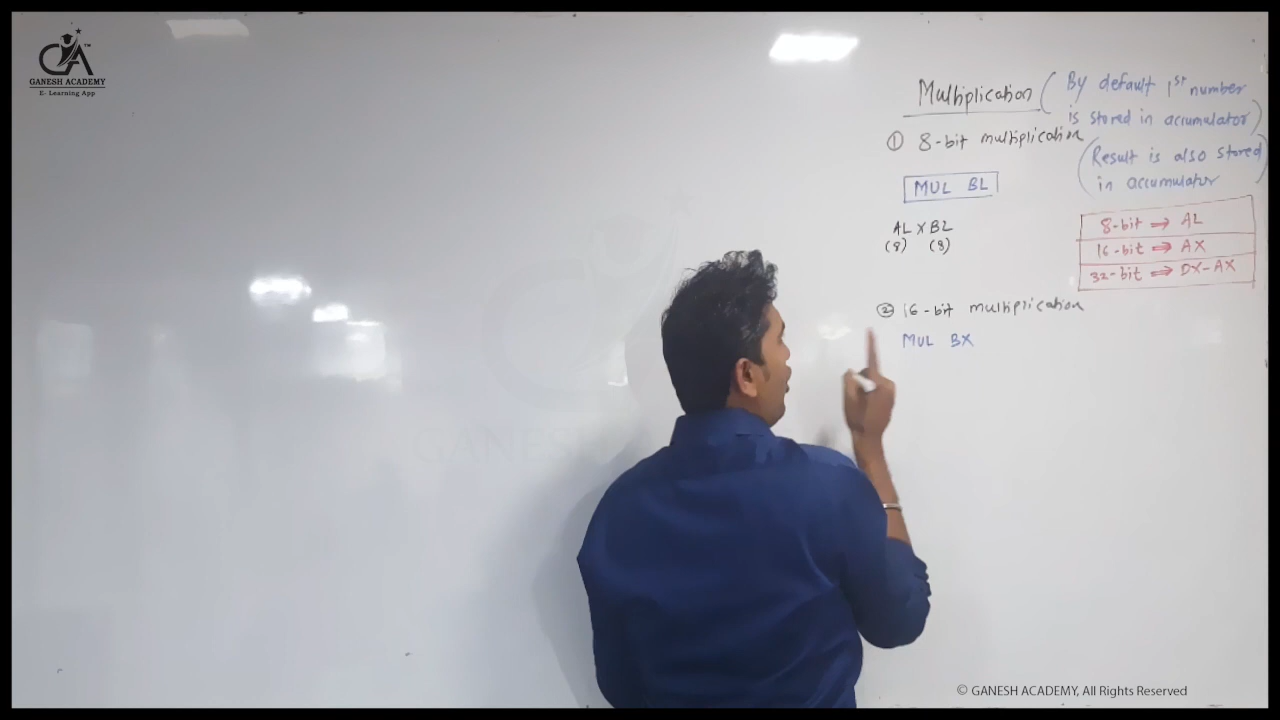 GANESH ACADEMY
E- Learning App
Multiplication (By default 1st number
is stored in accumulator)
① 8-bit multiplication
(Result is also stored
in accumulator
MUL BL
AL X BL
(8) (8)
8-bit ⇒ AL
16-bit ⇒ AX
32-bit ⇒ DX-AX
② 16-bit multiplication
MUL BX
© GANESH ACADEMY, All Rights Reserved